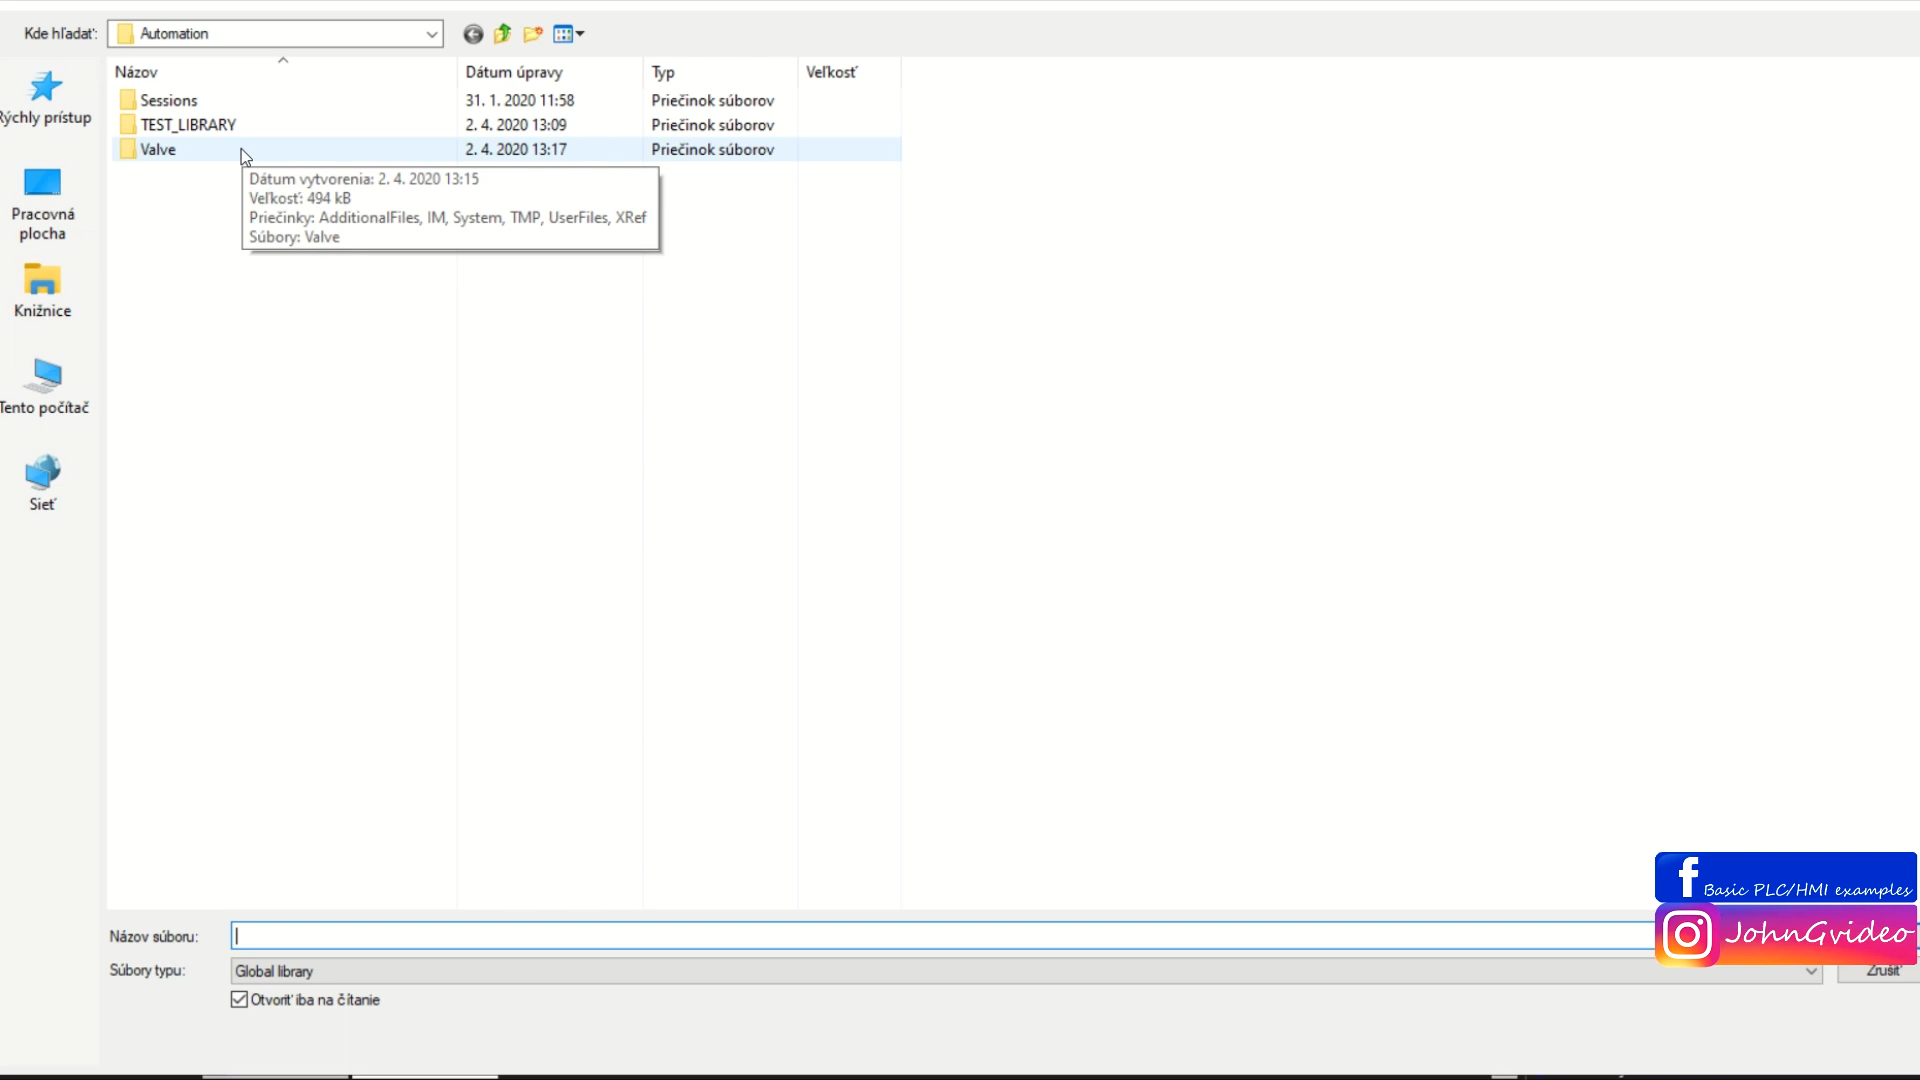 Kde hľadať: Automation
Názov Dátum úpravy Typ Veľkosť
Sessions 31. 1. 2020 11:58 Priečinok súborov
TEST_LIBRARY 2. 4. 2020 13:09 Priečinok súborov
Valve 2. 4. 2020 13:17 Priečinok súborov
Dátum vytvorenia: 2. 4. 2020 13:15
Veľkosť: 494 kB
Priečinky: AdditionalFiles, IM, System, TMP, UserFiles, XRef
Súbory: Valve
Rýchly prístup
Pracovná
plocha
Knižnice
Tento počítač
Sieť
Názov súboru:
Súbory typu: Global library
Zrušiť
Otvoriť iba na čítanie
f Basic PLC/HMI examples
JohnGvideo